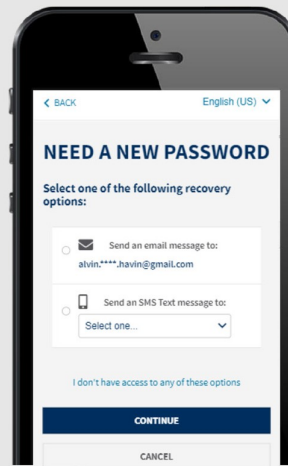 BACK
English (US)
NEED A NEW PASSWORD
Select one of the following recovery
options:
Send an email message to:
alvin.****.havin@gmail.com
Send an SMS Text message to:
Select one...
I don't have access to any of these options
CONTINUE
CANCEL